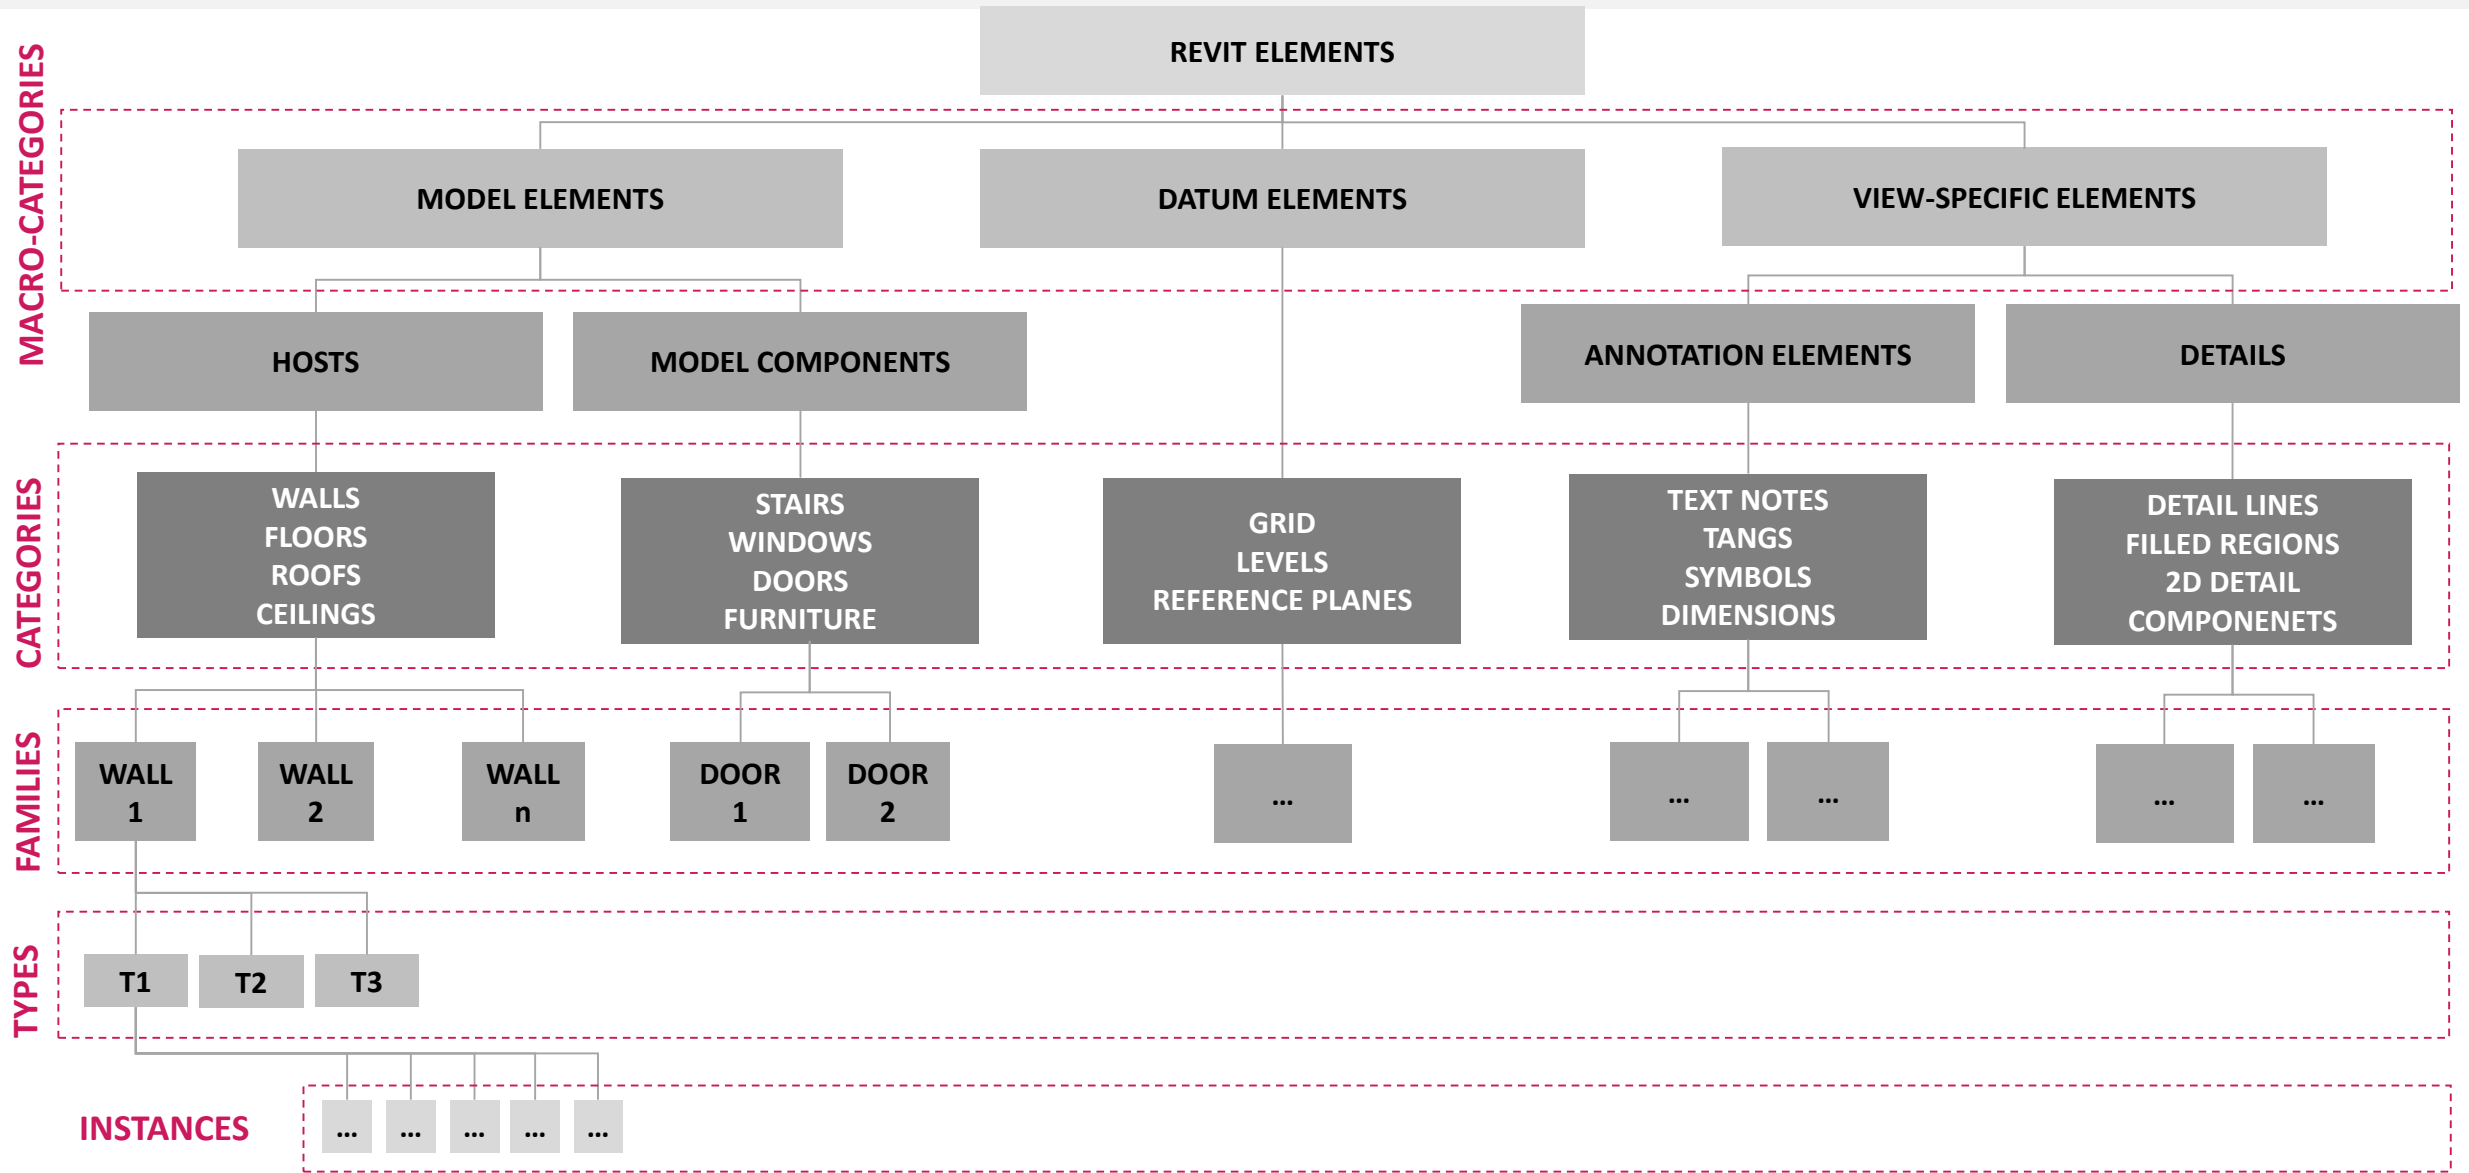 REVIT ELEMENTS
MACRO-CATEGORIES
MODEL ELEMENTS
DATUM ELEMENTS
VIEW-SPECIFIC ELEMENTS
HOSTS
MODEL COMPONENTS
ANNOTATION ELEMENTS
DETAILS
CATEGORIES
WALLS
FLOORS
ROOFS
CEILINGS
STAIRS
WINDOWS
DOORS
FURNITURE
GRID
LEVELS
REFERENCE PLANES
TEXT NOTES
TANGS
SYMBOLS
DIMENSIONS
DETAIL LINES
FILLED REGIONS
2D DETAIL
COMPONENETS
FAMILIES
WALL
1
WALL
2
WALL
n
DOOR
1
DOOR
2
...
...
...
...
...
TYPES
T1
T2
T3
INSTANCES
...
...
...
...
...